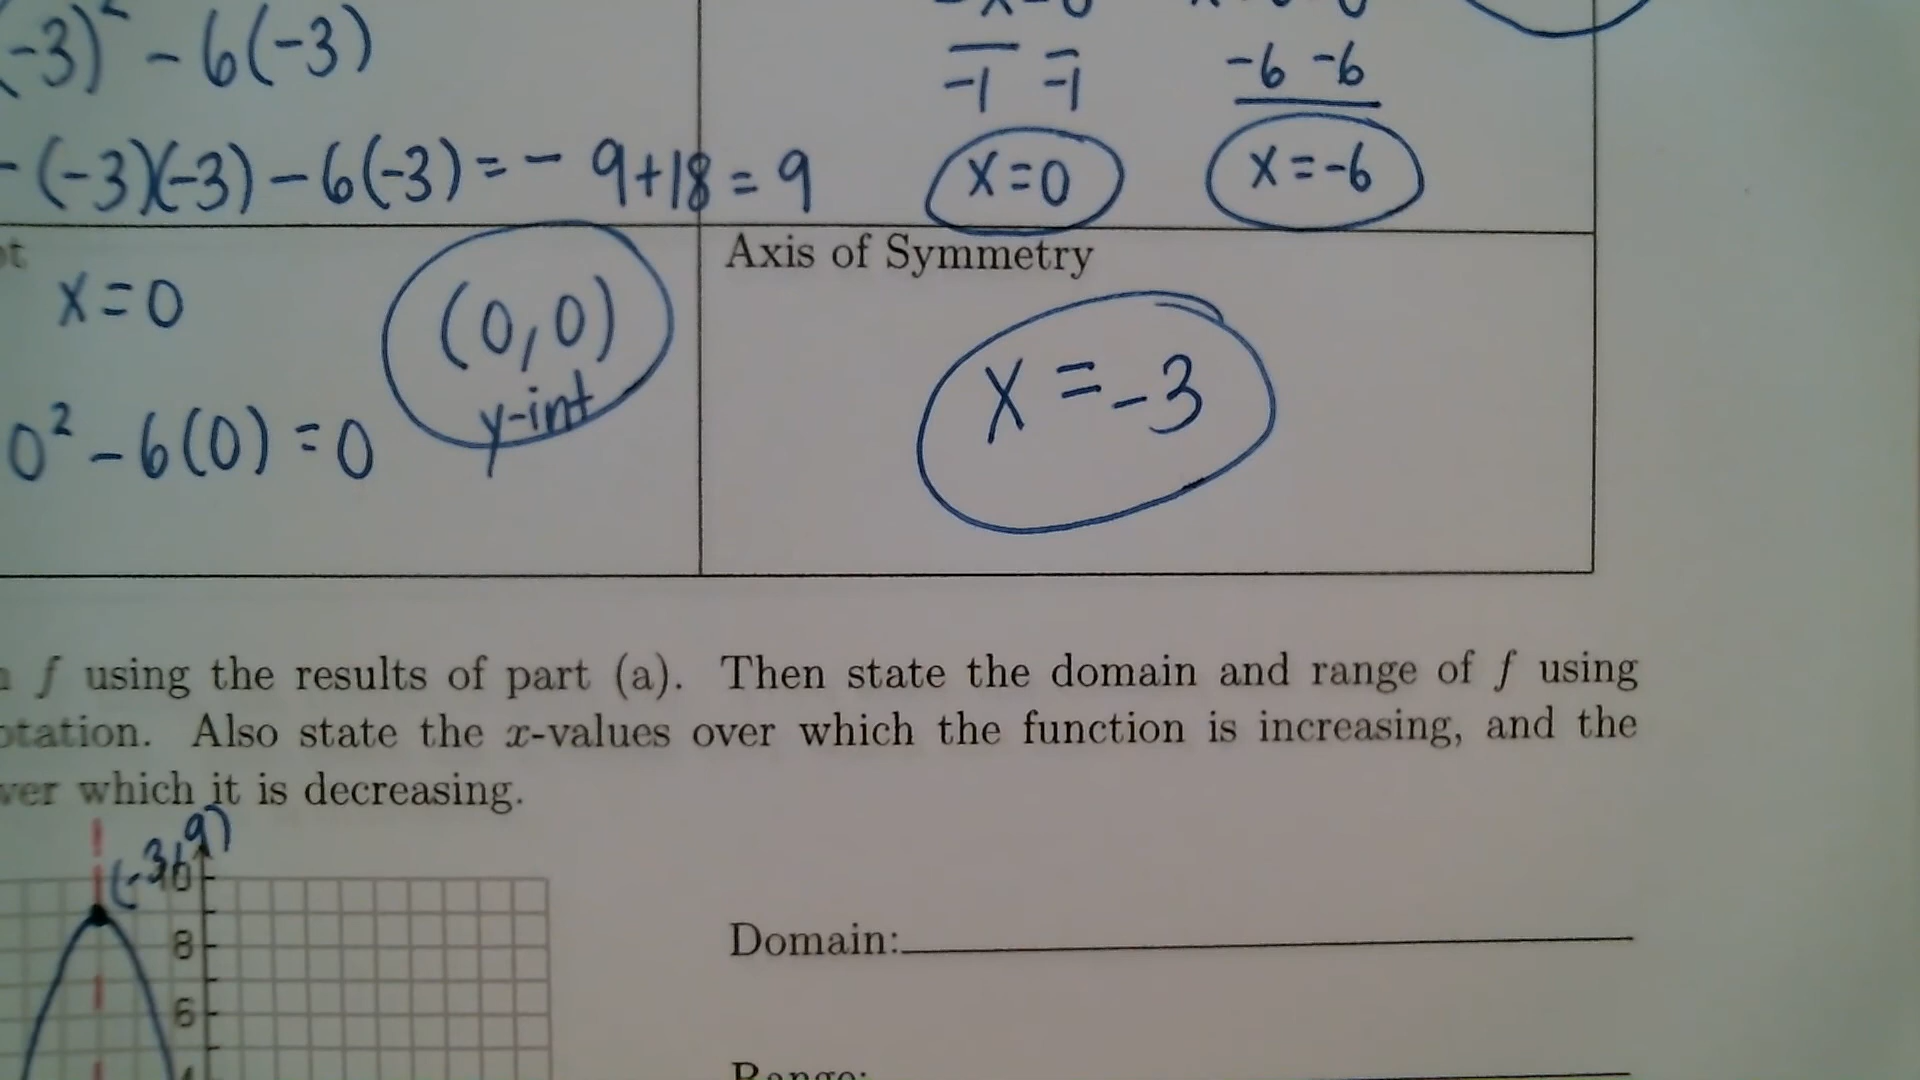 (-3)² - 6(-3)
-(-3)(-3) - 6(-3) = - 9+18 = 9
-1 -1
x=0
-6 -6
x=-6
x=0
(0,0)
y-int
0² - 6(0) = 0
Axis of Symmetry
x = -3
f using the results of part (a). Then state the domain and range of f using
Also state the x-values over which the function is increasing, and the
which it is decreasing.
(-3,9)
8
6
Domain:
Range: